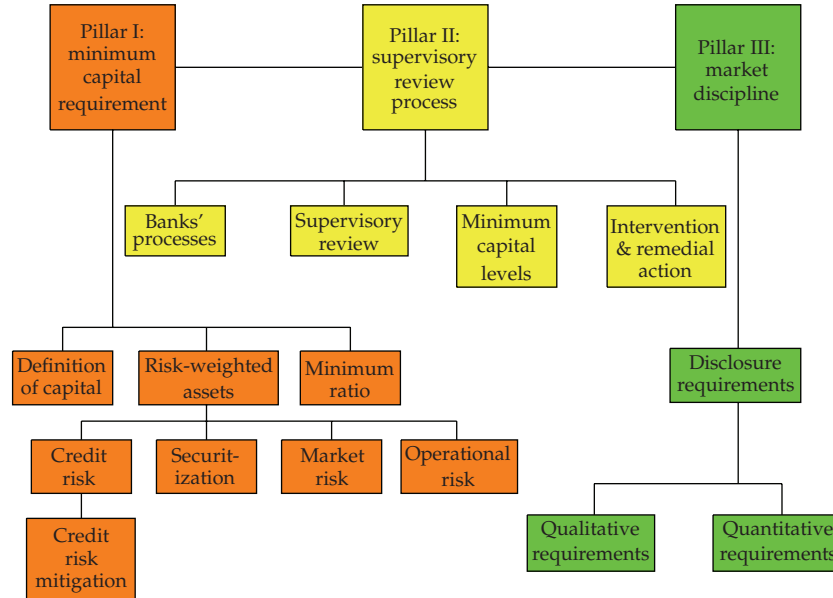 Pillar I:
minimum
capital
requirement
Pillar II:
supervisory
review
process
Pillar III:
market
discipline
Banks’
processes
Supervisory
review
Minimum
capital
levels
Intervention
& remedial
action
Definition
of capital
Risk-weighted
assets
Minimum
ratio
Disclosure
requirements
Credit
risk
Securit-
ization
Market
risk
Operational
risk
Credit
risk
mitigation
Qualitative
requirements
Quantitative
requirements